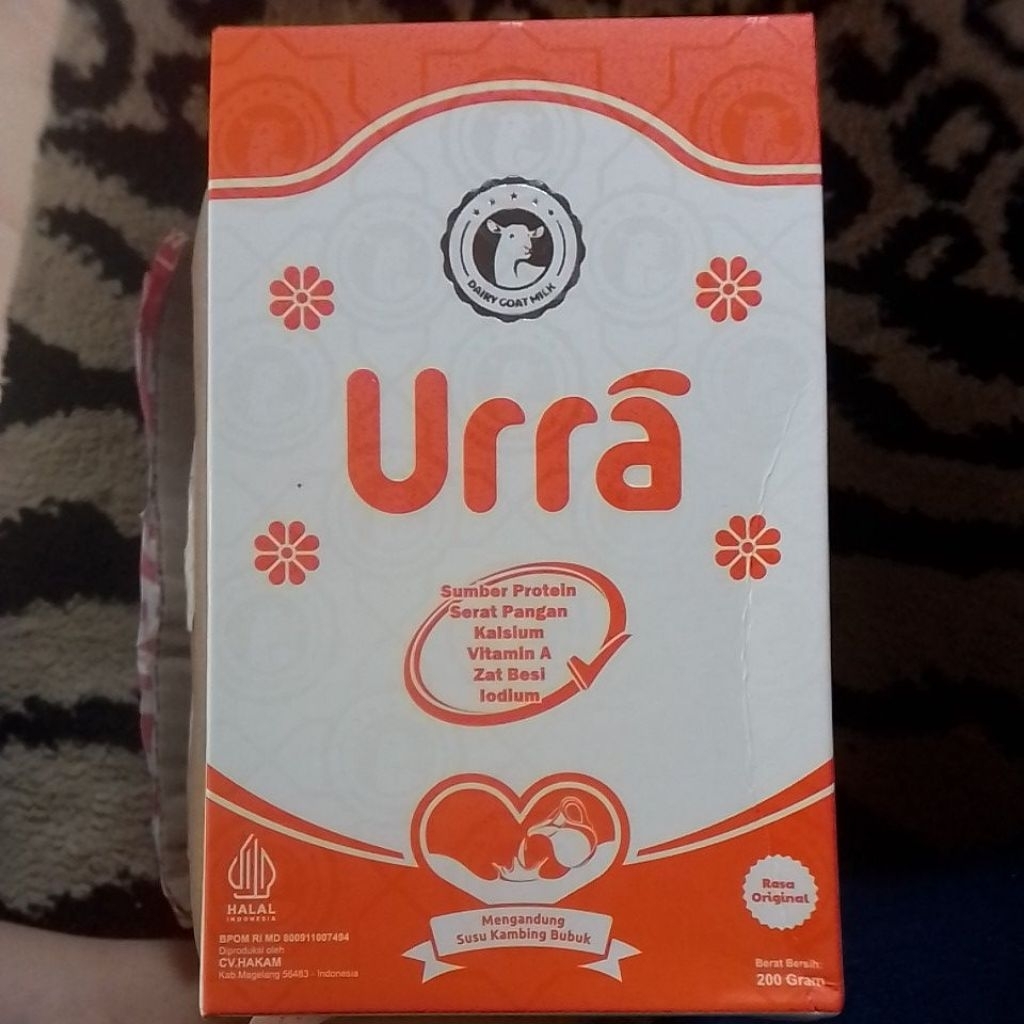 DAIRY GOAT MILK
Urrá
Sumber Protein
Serat Pangan
Kalsium
Vitamin A
Zat Besi
Iodium
HALAL
INDONESIA
BPOM RI MD 800911007494
Diproduksi oleh
CV.HAKAM
Kab.Magelang 56483 - Indonesia
Mengandung
Susu Kambing Bubuk
Rasa
Original
Berat Bersih:
200 Gram